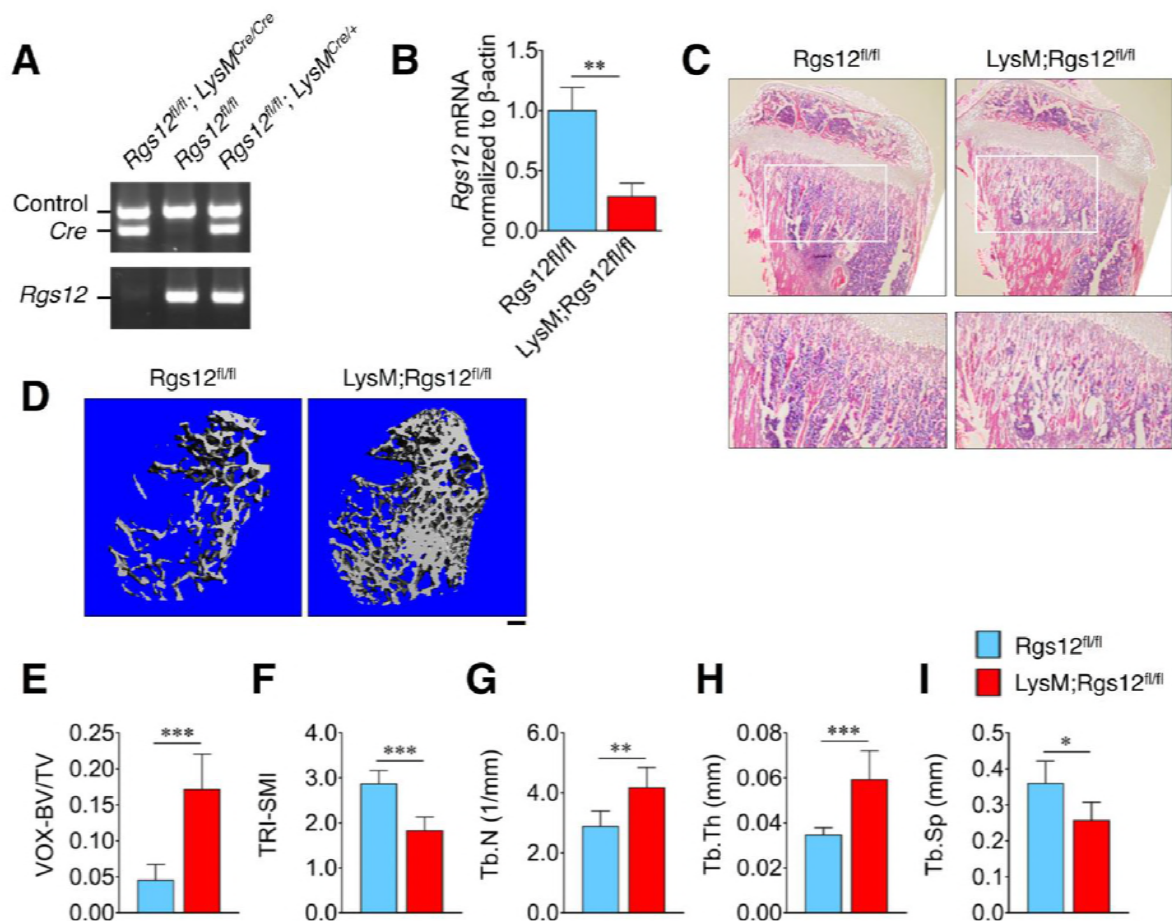 A
Rgs12fl/fl; LysMCre/Cre
Rgs12fl/fl
Rgs12fl/fl; LysMCre/+
Control
Cre
Rgs12
B
Rgs12 mRNA
normalized to β-actin
1.5
1.0
0.5
0.0
**
Rgs12fl/fl
LysM;Rgs12fl/fl
C
Rgs12fl/fl
LysM;Rgs12fl/fl
D
Rgs12fl/fl
LysM;Rgs12fl/fl
Rgs12fl/fl
LysM;Rgs12fl/fl
E
VOX-BV/TV
0.25
0.20
0.15
0.10
0.05
0.00
***
F
TRI-SMI
4.0
3.0
2.0
1.0
0.0
***
G
Tb.N (1/mm)
6.0
4.0
2.0
0.0
**
H
Tb.Th (mm)
0.08
0.06
0.04
0.02
0.00
***
I
Tb.Sp (mm)
0.5
0.4
0.3
0.2
0.1
0.0
*